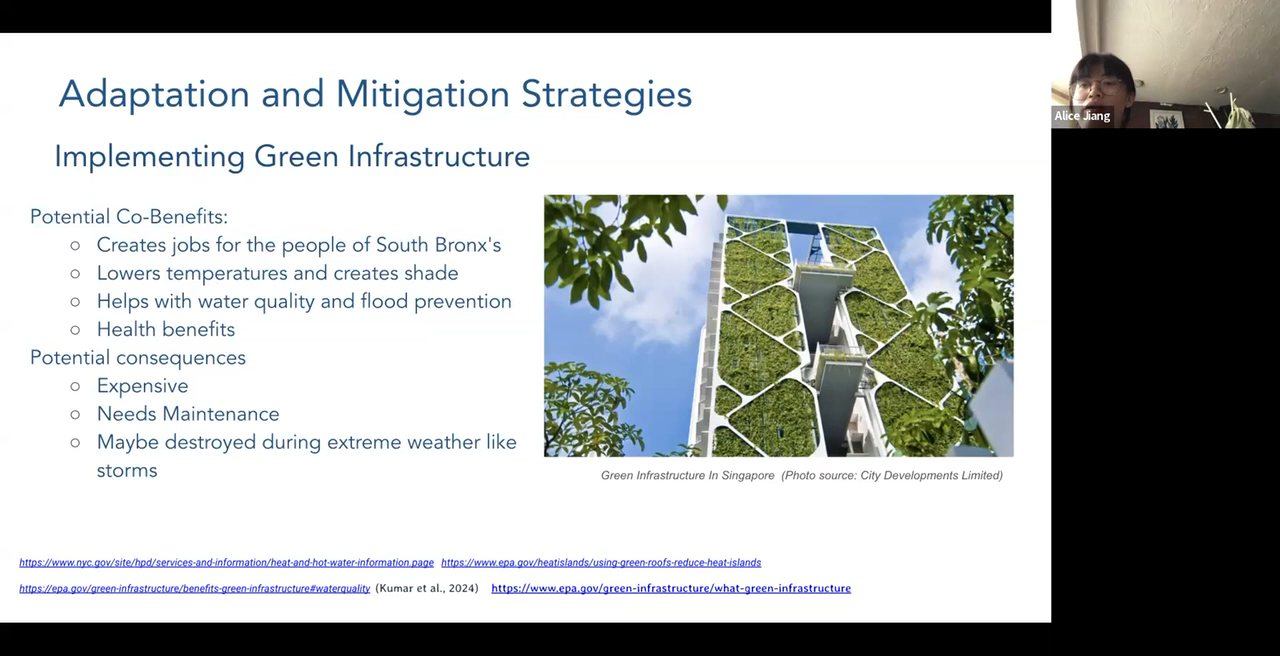 Adaptation and Mitigation Strategies
Implementing Green Infrastructure
Potential Co-Benefits:
○ Creates jobs for the people of South Bronx's
○ Lowers temperatures and creates shade
○ Helps with water quality and flood prevention
○ Health benefits
Potential consequences
○ Expensive
○ Needs Maintenance
○ Maybe destroyed during extreme weather like
storms
Green Infrastructure In Singapore (Photo source: City Developments Limited)
https://www.nyc.gov/site/hpd/services-and-information/heat-and-hot-water-information.page https://www.epa.gov/heatislands/using-green-roofs-reduce-heat-islands
https://epa.gov/green-infrastructure/benefits-green-infrastructure#waterquality (Kumar et al., 2024) https://www.epa.gov/green-infrastructure/what-green-infrastructure
Alice Jiang